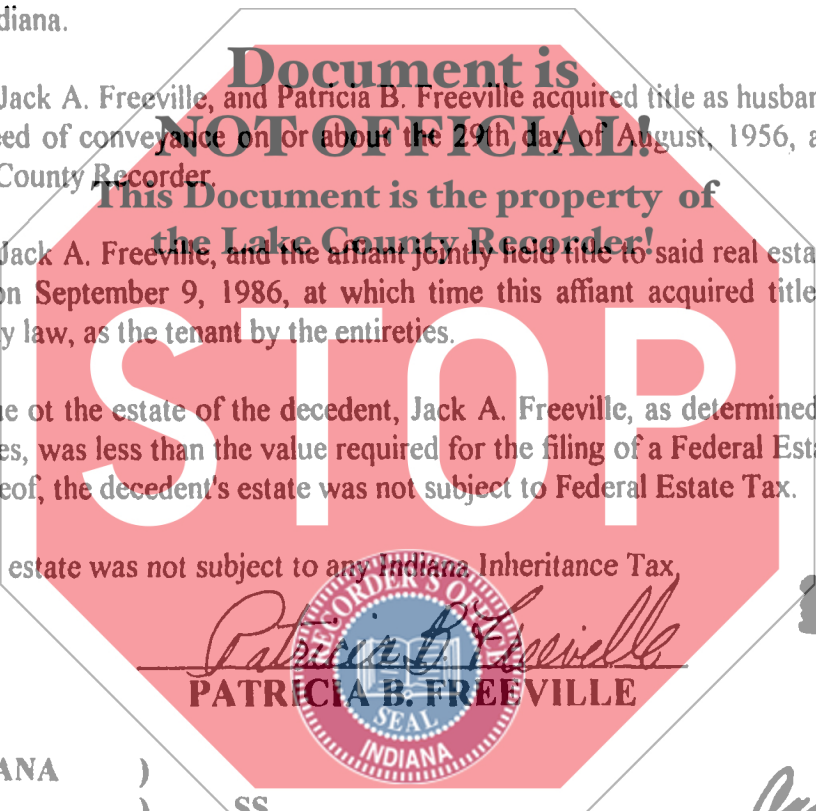 diana.
Document is
Jack A. Freeville, and Patricia B. Freeville acquired title as husban
eed of conveyance on or about the 29th day of August, 1956, a
NOT OFFICIAL!
County Recorder.
This Document is the property of
the Lake County Recorder!
Jack A. Freeville, and the affiant jointly held title to said real esta
on September 9, 1986, at which time this affiant acquired title
y law, as the tenant by the entireties.
STOP
ue ot the estate of the decedent, Jack A. Freeville, as determined
es, was less than the value required for the filing of a Federal Esta
eof, the decedent's estate was not subject to Federal Estate Tax.
estate was not subject to any Indiana Inheritance Tax
RECORDER'S OFFICE
Patricia B. Freeville
PATRICIA B. FREEVILLE
SEAL
INDIANA
ANA )
) SS